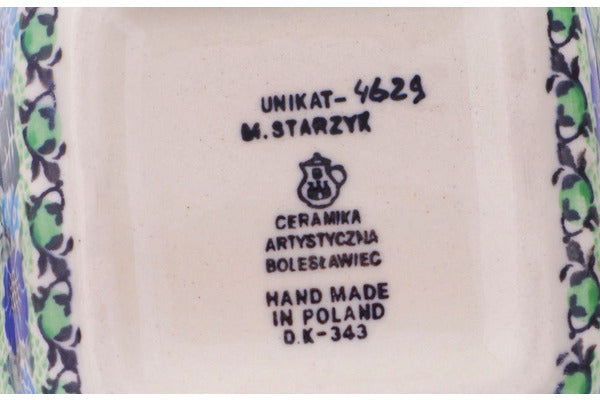 UNIKAT-4629
M.STARZYK
CERAMIKA
ARTYSTYCZNA
BOLESŁAWIEC
HAND MADE
IN POLAND
D.K-343